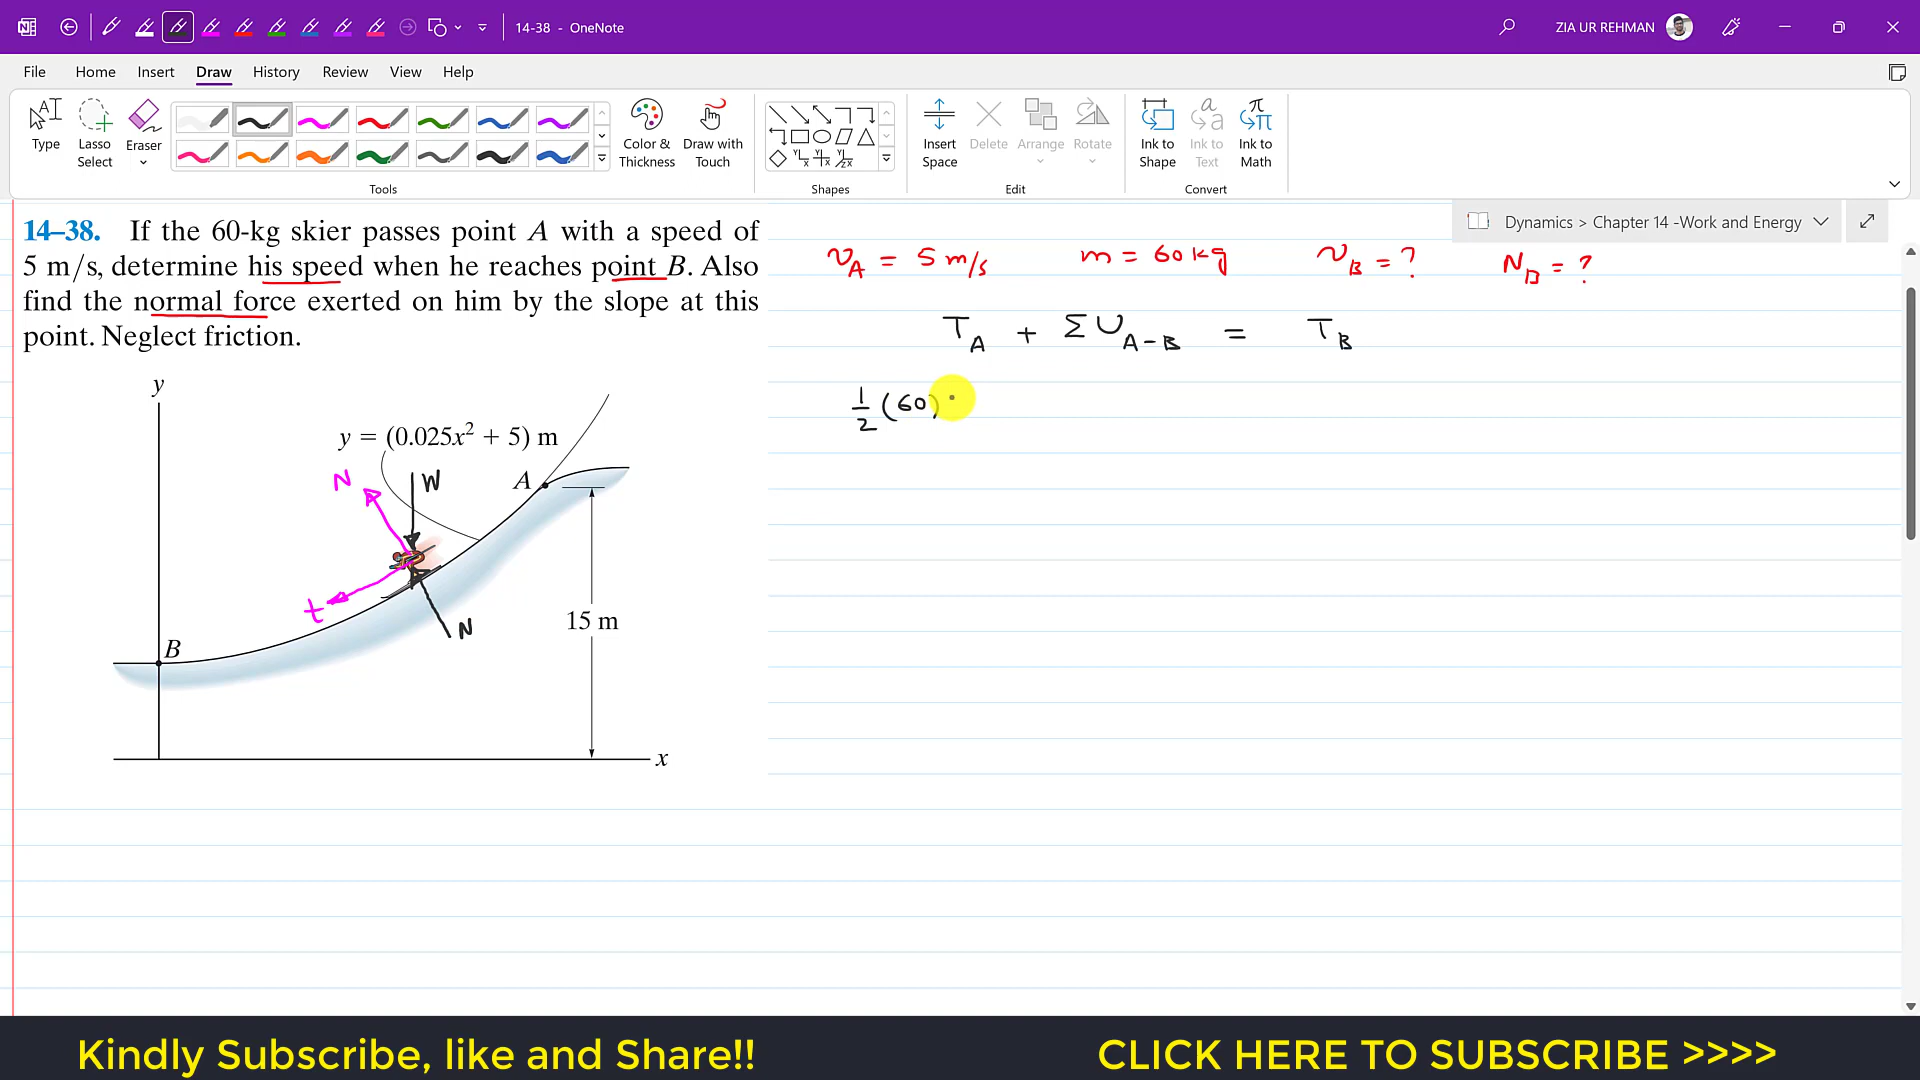 14-38 - OneNote
ZIA UR REHMAN
File Home Insert Draw History Review View Help
Type
Lasso Select
Eraser
Color & Thickness
Draw with Touch
Insert Space
Delete
Arrange
Rotate
Ink to Shape
Ink to Text
Ink to Math
Tools
Shapes
Edit
Convert
Dynamics > Chapter 14 -Work and Energy
14–38. If the 60-kg skier passes point A with a speed of
5 m/s, determine his speed when he reaches point B. Also
find the normal force exerted on him by the slope at this
point. Neglect friction.
v_A = 5 m/s m = 60 kg v_B = ? N_B = ?
T_A + Σ U_A-B = T_B
1/2 (60)
y
y = (0.025x² + 5) m
N
W
A
t
N
15 m
B
x
Kindly Subscribe, like and Share!!
CLICK HERE TO SUBSCRIBE >>>>